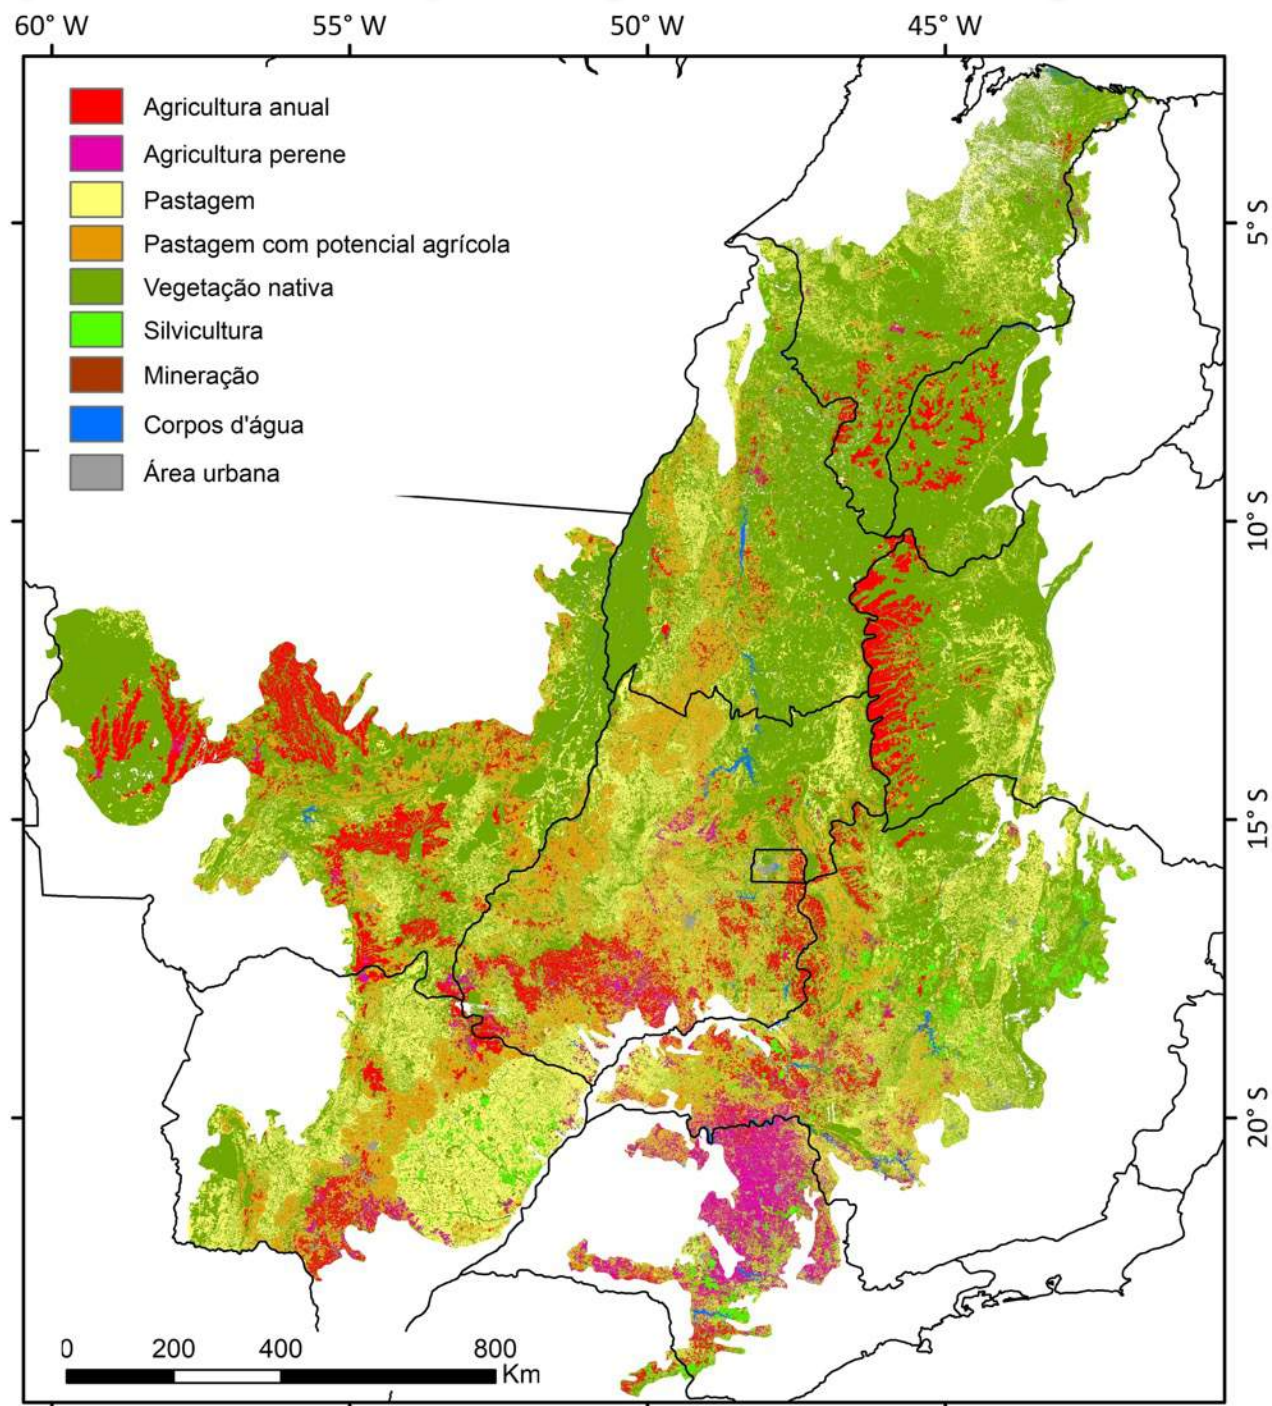 60° W 55° W 50° W 45° W
Agricultura anual
Agricultura perene
Pastagem
Pastagem com potencial agrícola
Vegetação nativa
Silvicultura
Mineração
Corpos d'água
Área urbana
5° S
10° S
15° S
20° S
0 200 400 800
Km